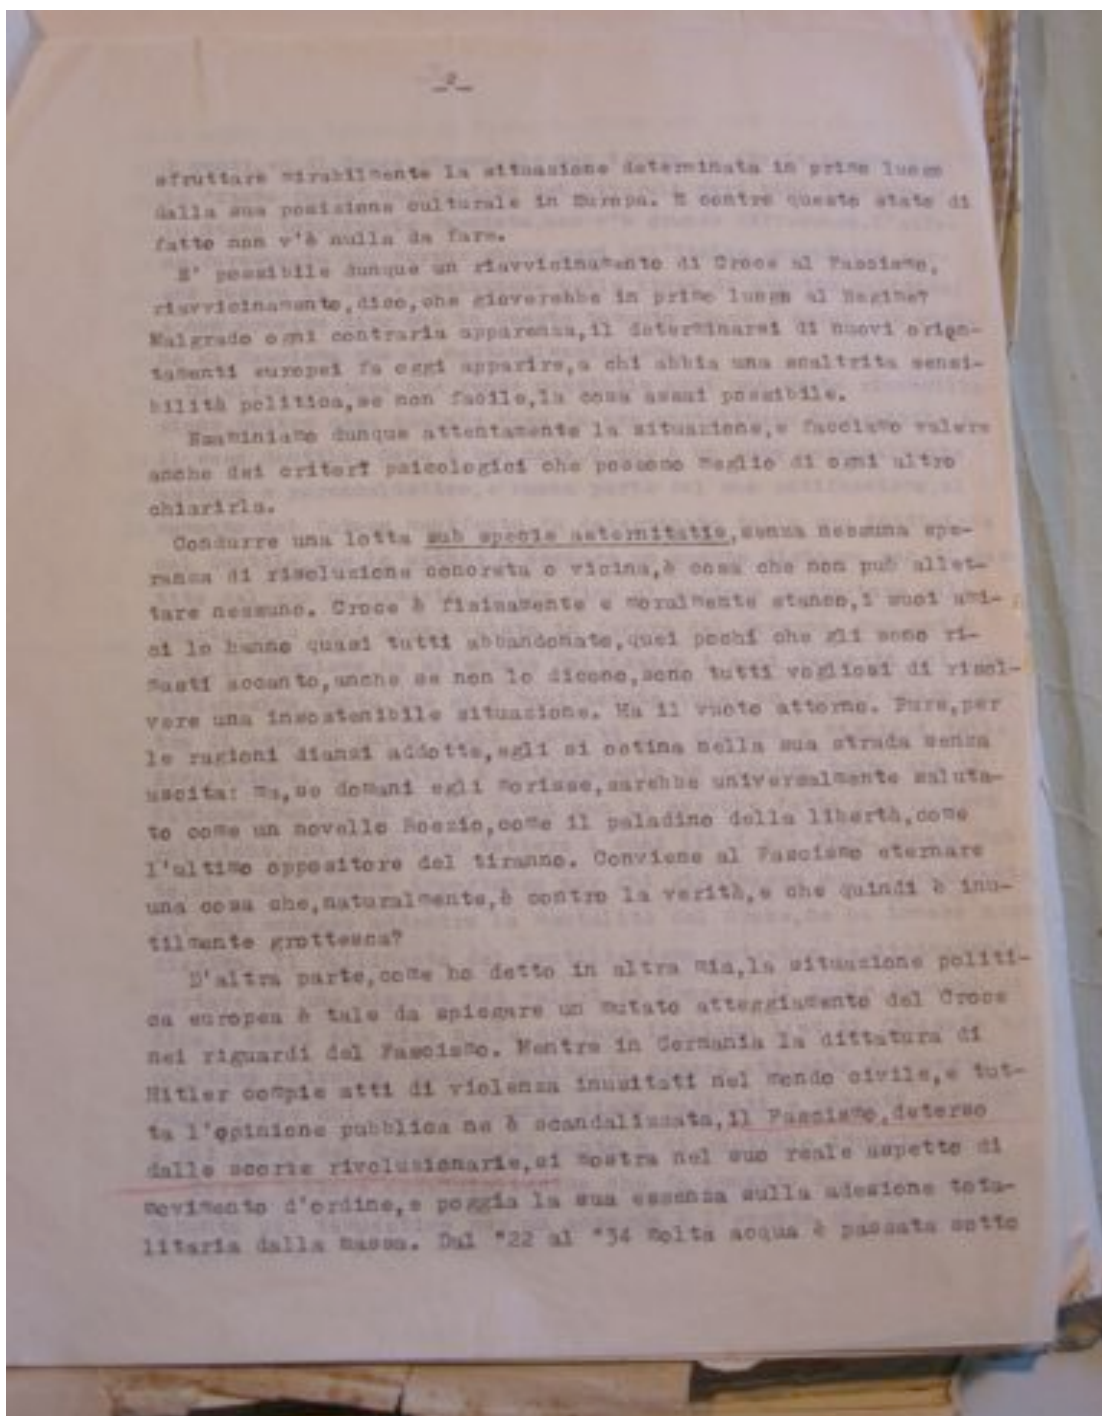 _2_
sfruttare mirabilmente la situazione determinata in primo luogo
dalla sua posizione culturale in Europa. E contro questo stato di
fatto non v'è nulla da fare.
E' possibile dunque un riavvicinamento di Croce al Fascismo,
riavvicinamento,dico,che gioverebbe in primo luogo al Regime?
Malgrado ogni contraria apparenza,il determinarsi di nuovi orien-
tamenti europei fa oggi apparire,a chi abbia una scaltrita sensi-
bilità politica,se non facile,la cosa assai possibile.
Esaminiamo dunque attentamente la situazione,e facciamo valere
anche dei criterî psicologici che possono meglio di ogni altro
chiarirla.
Condurre una lotta sub specie aeternitatis,senza nessuna spe-
ranza di risoluzione concreta o vicina,è cosa che non può allet-
tare nessuno. Croce è fisicamente e moralmente stanco,i suoi ami-
ci lo hanno quasi tutti abbandonato,quei pochi che gli sono ri-
masti accanto,anche se non lo dicono,sono tutti vogliosi di risol-
vere una insostenibile situazione. Ha il vuoto attorno. Pure,per
le ragioni dianzi addotte,egli si ostina nella sua strada senza
uscita: ma,se domani egli morisse,sarebbe universalmente saluta-
to come un novello Boezio,come il paladino della libertà,come
l'ultimo oppositore del tiranno. Conviene al Fascismo eternare
una cosa che,naturalmente,è contro la verità,e che quindi è inu-
tilmente grottesca?
D'altra parte,come ho detto in altra mia,la situazione politi-
ca europea è tale da spiegare un mutato atteggiamento del Croce
nei riguardi del Fascismo. Mentre in Germania la dittatura di
Hitler compie atti di violenza inusitati nel mondo civile,e tut-
ta l'opinione pubblica ne è scandalizzata,il Fascismo,deterso
dalle scorie rivoluzionarie,si mostra nel suo reale aspetto di
movimento d'ordine,e poggia la sua essenza sulla adesione tota-
litaria dalla massa. Dal '22 al '34 molta acqua è passata sotto